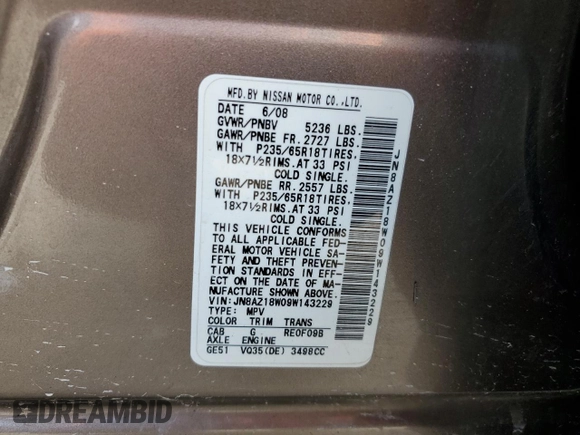 MFD. BY NISSAN MOTOR CO., LTD.
DATE 6/08
GVWR/PNBV 5236 LBS.
GAWR/PNBE FR. 2727 LBS.
WITH P235/65R18TIRES.
18X7½RIMS. AT 33 PSI
COLD SINGLE.
GAWR/PNBE RR. 2557 LBS.
WITH P235/65R18TIRES.
18X7½RIMS. AT 33 PSI
COLD SINGLE.
THIS VEHICLE CONFORMS
TO ALL APPLICABLE FED-
ERAL MOTOR VEHICLE SA-
FETY AND THEFT PREVEN-
TION STANDARDS IN EFF-
ECT ON THE DATE OF MA-
NUFACTURE SHOWN ABOVE.
VIN: JN8AZ18W09W143229
TYPE: MPV
COLOR TRIM TRANS
CAB G RE0F09B
AXLE ENGINE
GE51 VQ35(DE) 3498CC
JN8AZ18W09W143229
DREAMBID